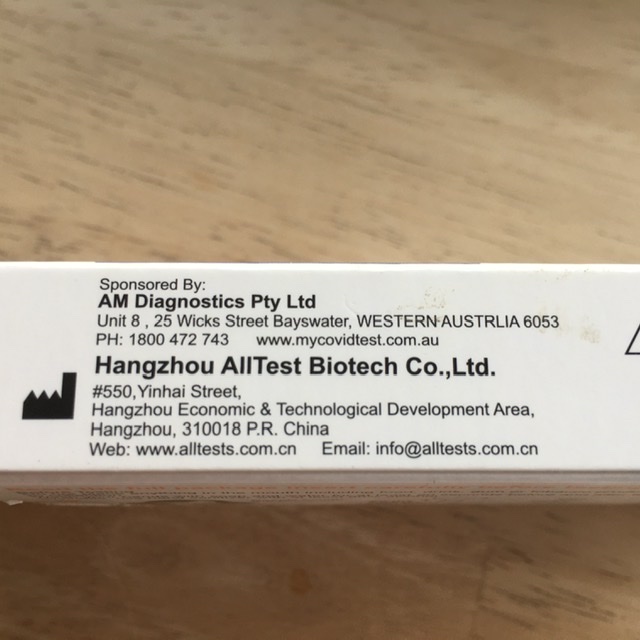 Sponsored By:
AM Diagnostics Pty Ltd
Unit 8 , 25 Wicks Street Bayswater, WESTERN AUSTRLIA 6053
PH: 1800 472 743 www.mycovidtest.com.au
Hangzhou AllTest Biotech Co.,Ltd.
#550,Yinhai Street,
Hangzhou Economic & Technological Development Area,
Hangzhou, 310018 P.R. China
Web: www.alltests.com.cn Email: info@alltests.com.cn